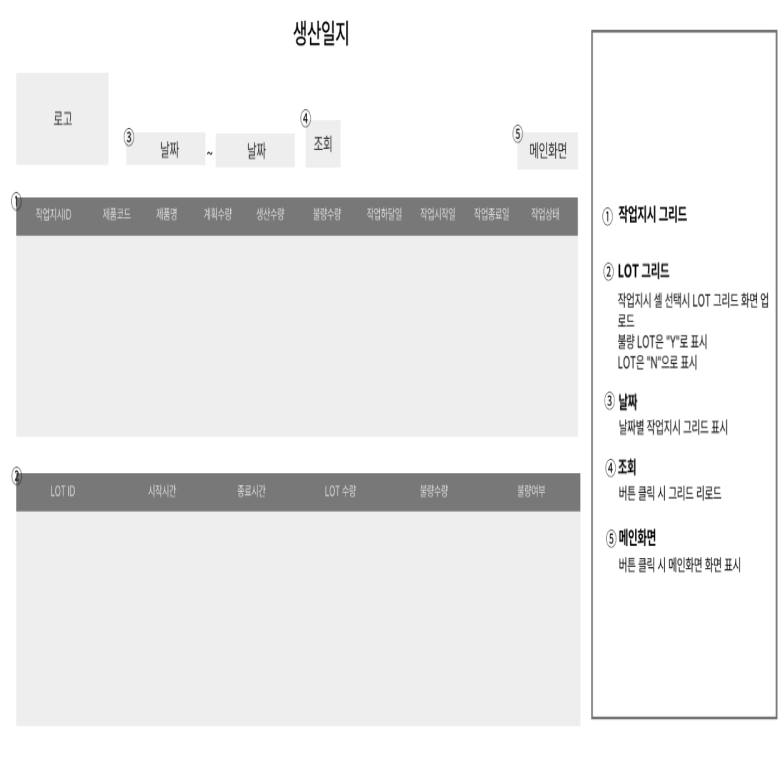 생산일지
로고
③ 날짜 ~ 날짜
④ 조회
⑤ 메인화면
①
작업지시ID 제품코드 제품명 계획수량 생산수량 불량수량 작업하달일 작업시작일 작업종료일 작업상태
②
LOT ID 시작시간 종료시간 LOT 수량 불량수량 불량여부
① 작업지시 그리드
② LOT 그리드
작업지시 셀 선택시 LOT 그리드 화면 업
로드
불량 LOT은 "Y"로 표시
LOT은 "N"으로 표시
③ 날짜
날짜별 작업지시 그리드 표시
④ 조회
버튼 클릭 시 그리드 리로드
⑤ 메인화면
버튼 클릭 시 메인화면 화면 표시